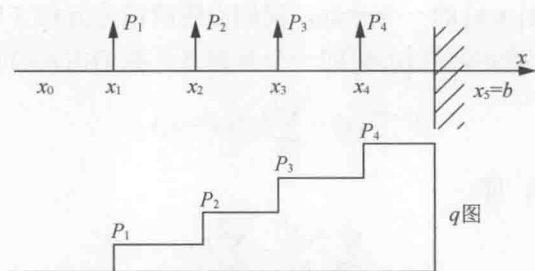 P₁ P₂ P₃ P₄
x
x₀ x₁ x₂ x₃ x₄ x₅=b
P₄
P₃
P₂
P₁
q图